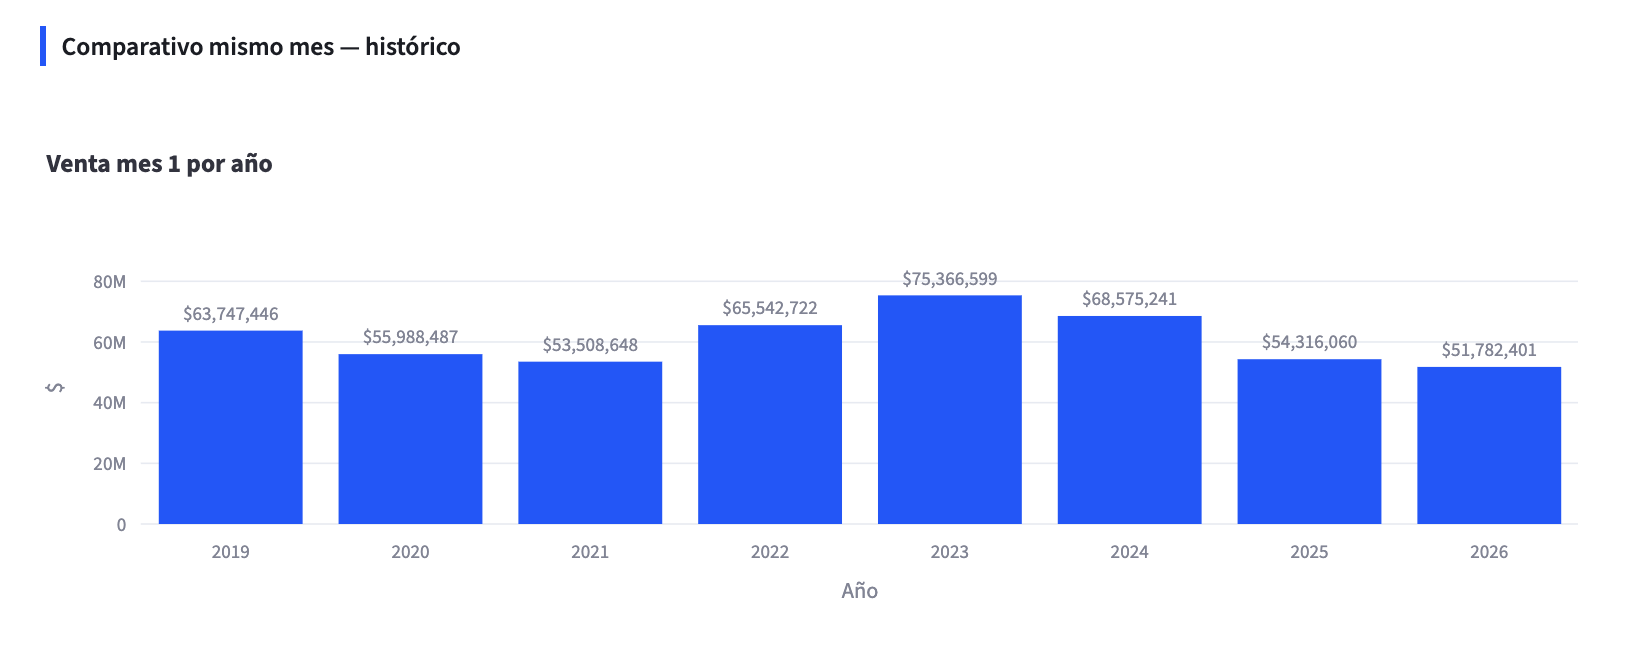 Comparativo mismo mes — histórico
Venta mes 1 por año
80M
60M
40M
20M
0
$
$63,747,446
$55,988,487
$53,508,648
$65,542,722
$75,366,599
$68,575,241
$54,316,060
$51,782,401
2019
2020
2021
2022
2023
2024
2025
2026
Año